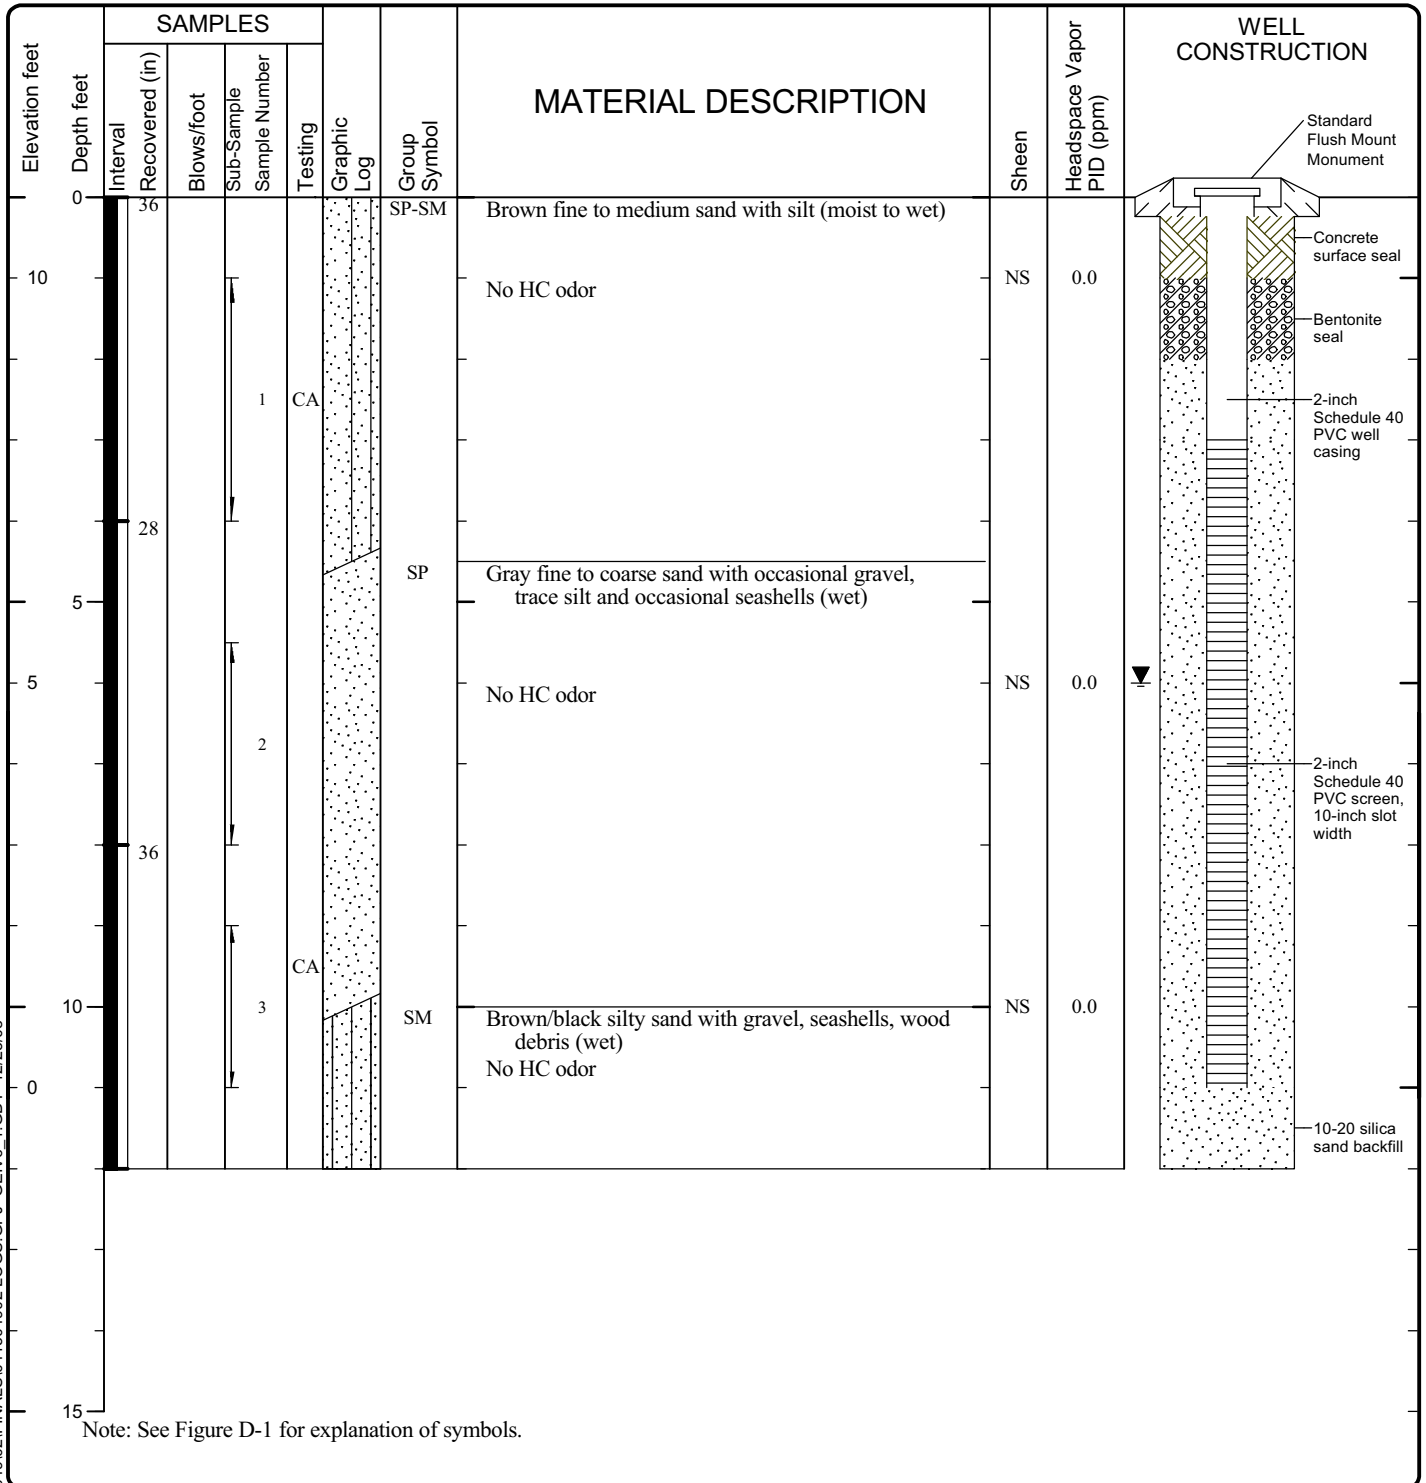 SAMPLES
Elevation feet
Depth feet
Interval
Recovered (in)
Blows/foot
Sub-Sample
Sample Number
Testing
Graphic
Log
Group
Symbol
MATERIAL DESCRIPTION
Sheen
Headspace Vapor
PID (ppm)
WELL
CONSTRUCTION
Standard
Flush Mount
Monument
0
36
SP-SM
Brown fine to medium sand with silt (moist to wet)
Concrete
surface seal
10
No HC odor
NS
0.0
Bentonite
seal
1
CA
2-inch
Schedule 40
PVC well
casing
28
SP
Gray fine to coarse sand with occasional gravel,
trace silt and occasional seashells (wet)
5
5
No HC odor
NS
0.0
2
2-inch
Schedule 40
PVC screen,
10-inch slot
width
36
CA
10
3
SM
Brown/black silty sand with gravel, seashells, wood
debris (wet)
NS
0.0
No HC odor
0
10-20 silica
sand backfill
15
Note: See Figure D-1 for explanation of symbols.